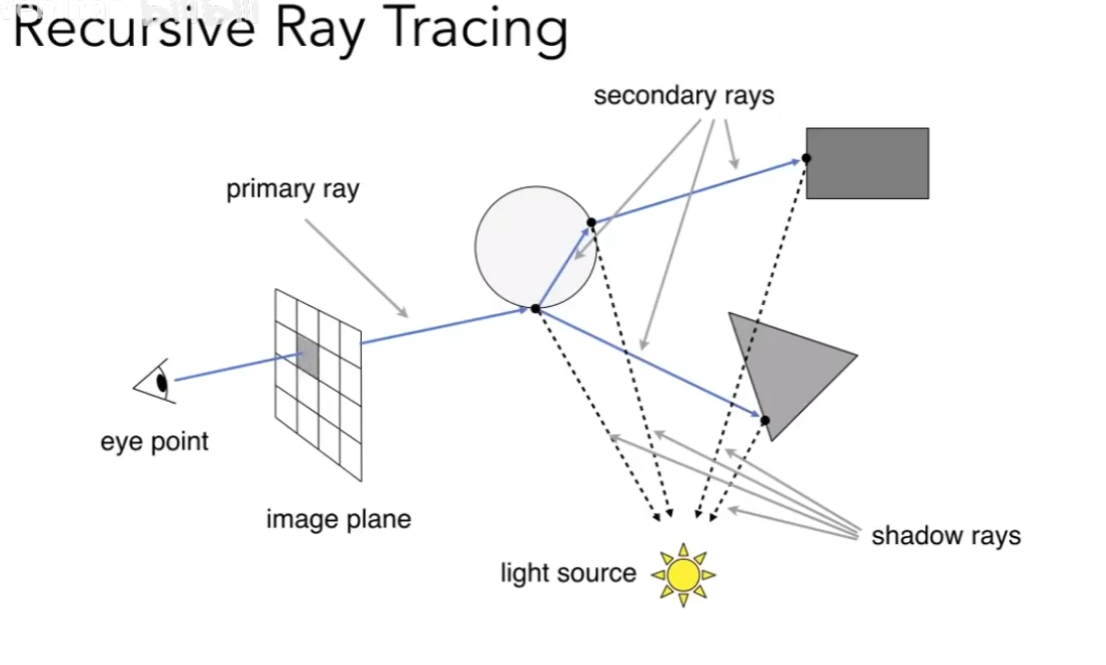 Recursive Ray Tracing
secondary rays
primary ray
eye point
image plane
shadow rays
light source